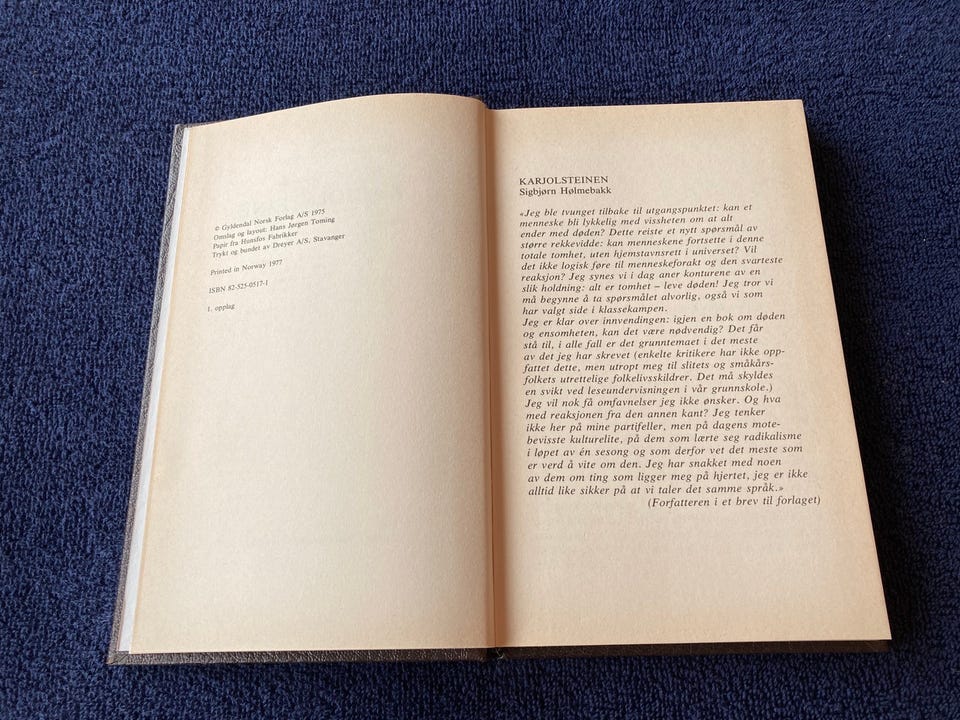 © Gyldendal Norsk Forlag A/S 1975
Omslag og layout: Hans Jørgen Toming
Papir fra Hunsfos Fabrikker
Trykt og bundet av Dreyer A/S, Stavanger
Printed in Norway 1977
ISBN 82-525-0517-1
1. opplag
KARJOLSTEINEN
Sigbjørn Hølmebakk
«Jeg ble tvunget tilbake til utgangspunktet: kan et
menneske bli lykkelig med vissheten om at alt
ender med døden? Dette reiste et nytt spørsmål av
større rekkevidde: kan menneskene fortsette i denne
totale tomhet, uten hjemstavnsrett i universet? Vil
det ikke logisk føre til menneskeforakt og den svarteste
reaksjon? Jeg synes vi i dag aner konturene av en
slik holdning: alt er tomhet – leve døden! Jeg tror vi
må begynne å ta spørsmålet alvorlig, også vi som
har valgt side i klassekampen.
Jeg er klar over innvendingen: igjen en bok om døden
og ensomheten, kan det være nødvendig? Det får
stå til, i alle fall er det grunntemaet i det meste
av det jeg har skrevet (enkelte kritikere har ikke opp-
fattet dette, men utropt meg til slitets og småkårs-
folkets utrettelige folkelivsskildrer. Det må skyldes
en svikt ved leseundervisningen i vår grunnskole.)
Jeg vil nok få omfavnelser jeg ikke ønsker. Og hva
med reaksjonen fra den annen kant? Jeg tenker
ikke her på mine partifeller, men på dagens mote-
bevisste kulturelite, på dem som lærte seg radikalisme
i løpet av én sesong og som derfor vet det meste som
er verd å vite om den. Jeg har snakket med noen
av dem om ting som ligger meg på hjertet, jeg er ikke
alltid like sikker på at vi taler det samme språk.»
(Forfatteren i et brev til forlaget)